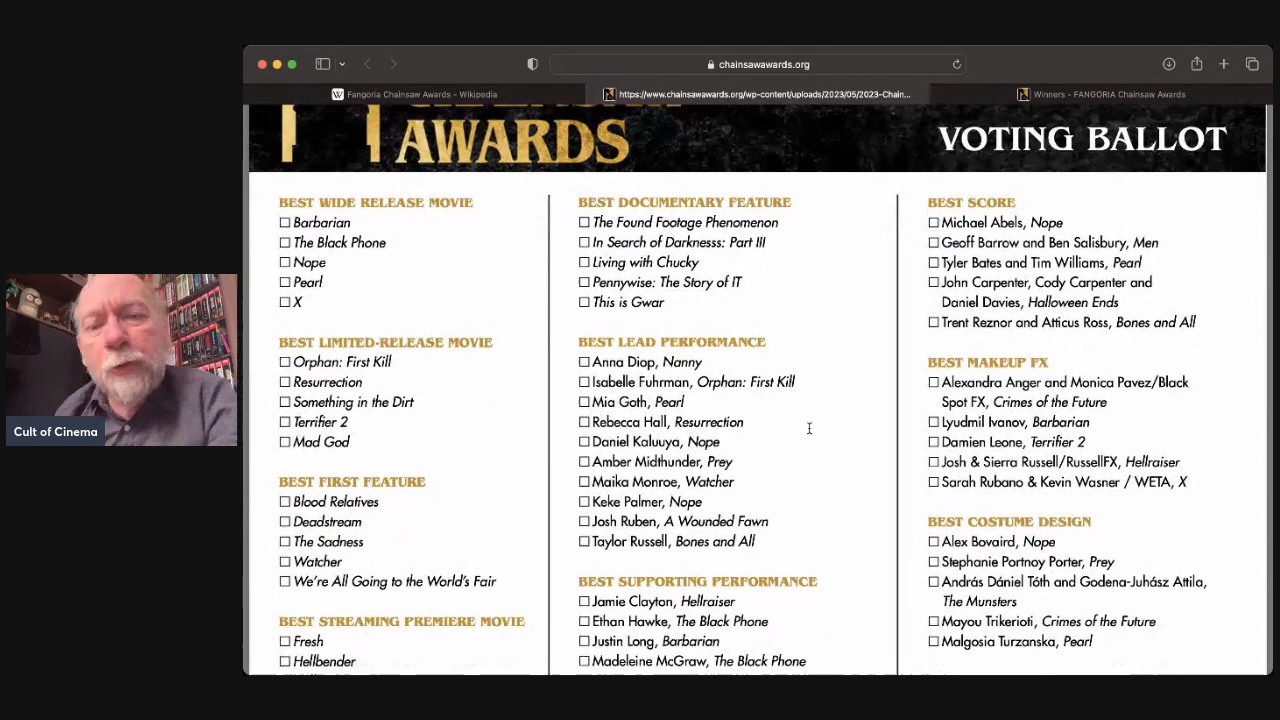 chainsawawards.org
Fangoria Chainsaw Awards – Wikipedia
https://www.chainsawawards.org/wp-content/uploads/2023/05/2023-Chain...
Winners – FANGORIA Chainsaw Awards
AWARDS
VOTING BALLOT
BEST WIDE RELEASE MOVIE
Barbarian
The Black Phone
Nope
Pearl
X
BEST LIMITED-RELEASE MOVIE
Orphan: First Kill
Resurrection
Something in the Dirt
Terrifier 2
Mad God
BEST FIRST FEATURE
Blood Relatives
Deadstream
The Sadness
Watcher
We're All Going to the World's Fair
BEST STREAMING PREMIERE MOVIE
Fresh
Hellbender
BEST DOCUMENTARY FEATURE
The Found Footage Phenomenon
In Search of Darknesss: Part III
Living with Chucky
Pennywise: The Story of IT
This is Gwar
BEST LEAD PERFORMANCE
Anna Diop, Nanny
Isabelle Fuhrman, Orphan: First Kill
Mia Goth, Pearl
Rebecca Hall, Resurrection
Daniel Kaluuya, Nope
Amber Midthunder, Prey
Maika Monroe, Watcher
Keke Palmer, Nope
Josh Ruben, A Wounded Fawn
Taylor Russell, Bones and All
BEST SUPPORTING PERFORMANCE
Jamie Clayton, Hellraiser
Ethan Hawke, The Black Phone
Justin Long, Barbarian
Madeleine McGraw, The Black Phone
BEST SCORE
Michael Abels, Nope
Geoff Barrow and Ben Salisbury, Men
Tyler Bates and Tim Williams, Pearl
John Carpenter, Cody Carpenter and
Daniel Davies, Halloween Ends
Trent Reznor and Atticus Ross, Bones and All
BEST MAKEUP FX
Alexandra Anger and Monica Pavez/Black
Spot FX, Crimes of the Future
Lyudmil Ivanov, Barbarian
Damien Leone, Terrifier 2
Josh & Sierra Russell/RussellFX, Hellraiser
Sarah Rubano & Kevin Wasner / WETA, X
BEST COSTUME DESIGN
Alex Bovaird, Nope
Stephanie Portnoy Porter, Prey
András Dániel Tóth and Godena-Juhász Attila,
The Munsters
Mayou Trikerioti, Crimes of the Future
Malgosia Turzanska, Pearl
Cult of Cinema